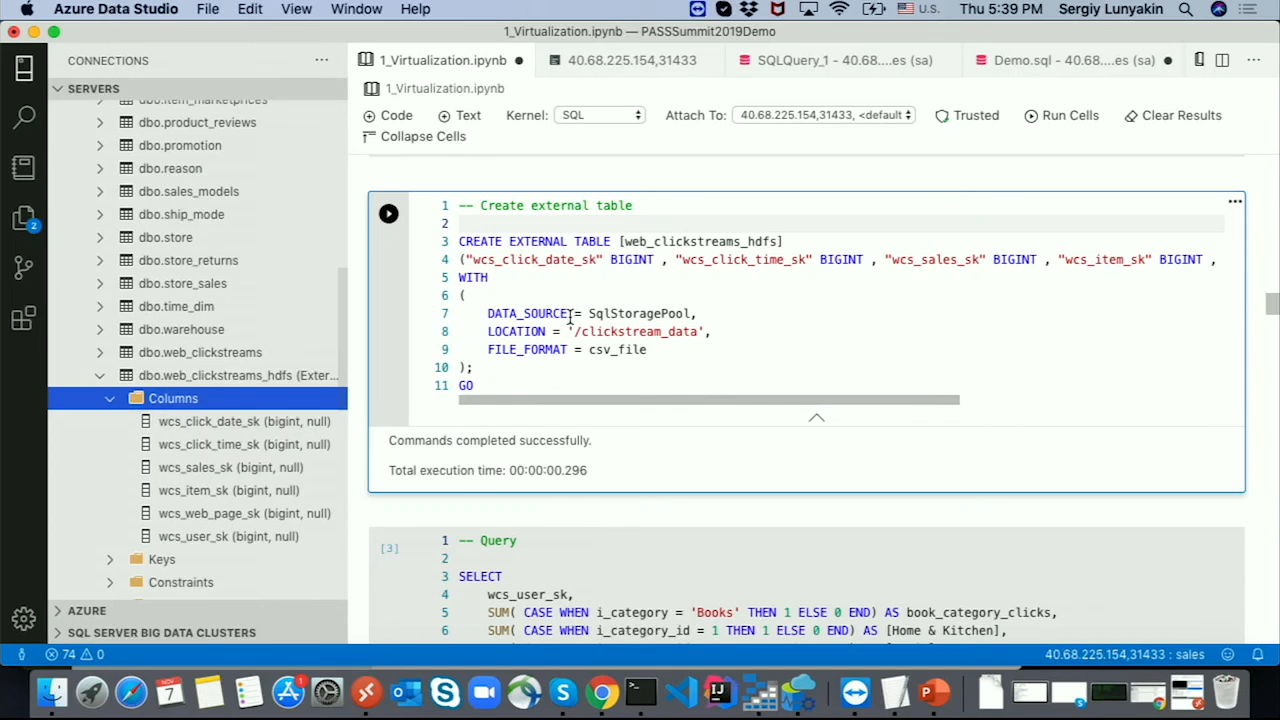 Azure Data Studio File Edit View Window Help U.S. Thu 5:39 PM Sergiy Lunyakin
1_Virtualization.ipynb — PASSSummit2019Demo
CONNECTIONS ···
SERVERS
dbo.item_marketprices
dbo.product_reviews
dbo.promotion
dbo.reason
dbo.sales_models
dbo.ship_mode
dbo.store
dbo.store_returns
dbo.store_sales
dbo.time_dim
dbo.warehouse
dbo.web_clickstreams
dbo.web_clickstreams_hdfs (Exter...
Columns
wcs_click_date_sk (bigint, null)
wcs_click_time_sk (bigint, null)
wcs_sales_sk (bigint, null)
wcs_item_sk (bigint, null)
wcs_web_page_sk (bigint, null)
wcs_user_sk (bigint, null)
Keys
Constraints
AZURE
SQL SERVER BIG DATA CLUSTERS
2
1_Virtualization.ipynb 40.68.225.154,31433 SQLQuery_1 - 40.68....es (sa) Demo.sql - 40.68....es (sa)
1_Virtualization.ipynb
Code Text Kernel: SQL Attach To: 40.68.225.154,31433, <default Trusted Run Cells Clear Results
Collapse Cells
1 -- Create external table
2
3 CREATE EXTERNAL TABLE [web_clickstreams_hdfs]
4 ("wcs_click_date_sk" BIGINT , "wcs_click_time_sk" BIGINT , "wcs_sales_sk" BIGINT , "wcs_item_sk" BIGINT ,
5 WITH
6 (
7 DATA_SOURCE = SqlStoragePool,
8 LOCATION = '/clickstream_data',
9 FILE_FORMAT = csv_file
10 );
11 GO
Commands completed successfully.
Total execution time: 00:00:00.296
[3]
1 -- Query
2
3 SELECT
4 wcs_user_sk,
5 SUM( CASE WHEN i_category = 'Books' THEN 1 ELSE 0 END) AS book_category_clicks,
6 SUM( CASE WHEN i_category_id = 1 THEN 1 ELSE 0 END) AS [Home & Kitchen],
74 0 40.68.225.154,31433 : sales
NOV
7
1